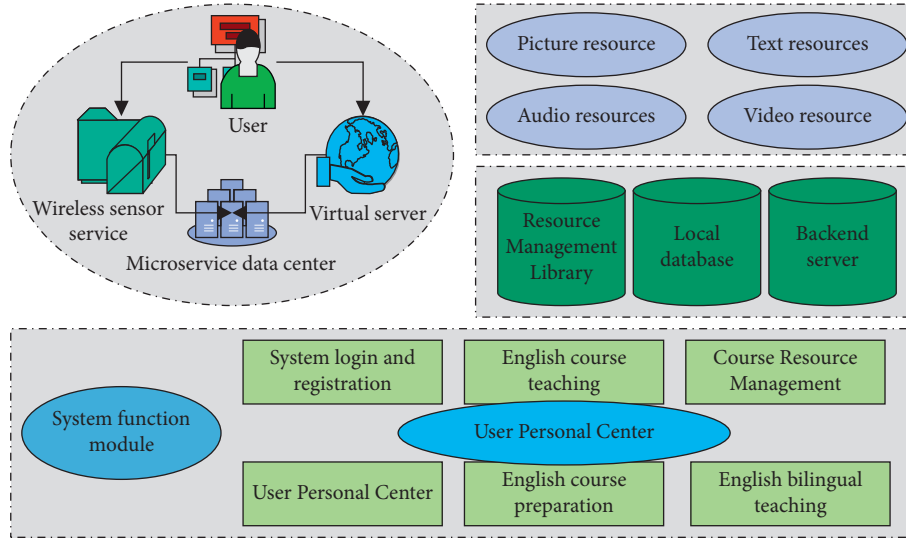 User
Wireless sensor
service
Virtual server
Microservice data center
Picture resource
Text resources
Audio resources
Video resource
Resource
Management
Library
Local
database
Backend
server
System function
module
System login and
registration
English course
teaching
Course Resource
Management
User Personal Center
User Personal Center
English course
preparation
English bilingual
teaching